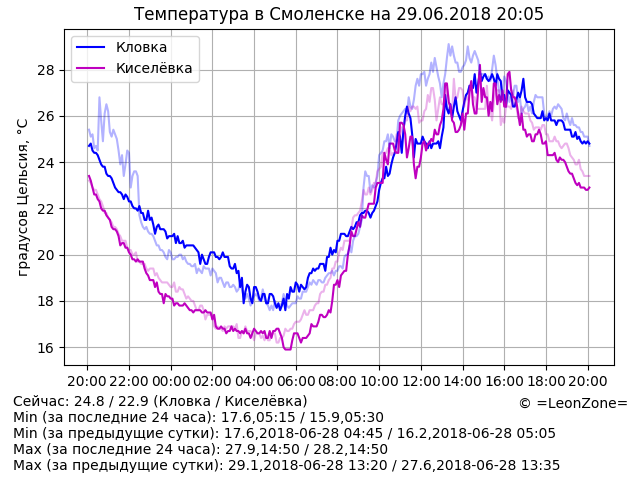 Температура в Смоленске на 29.06.2018 20:05
Кловка
Киселёвка
градусов Цельсия, °C
28
26
24
22
20
18
16
20:00 22:00 00:00 02:00 04:00 06:00 08:00 10:00 12:00 14:00 16:00 18:00 20:00
Сейчас: 24.8 / 22.9 (Кловка / Киселёвка)
© =LeonZone=
Min (за последние 24 часа): 17.6,05:15 / 15.9,05:30
Min (за предыдущие сутки): 17.6,2018-06-28 04:45 / 16.2,2018-06-28 05:05
Max (за последние 24 часа): 27.9,14:50 / 28.2,14:50
Max (за предыдущие сутки): 29.1,2018-06-28 13:20 / 27.6,2018-06-28 13:35